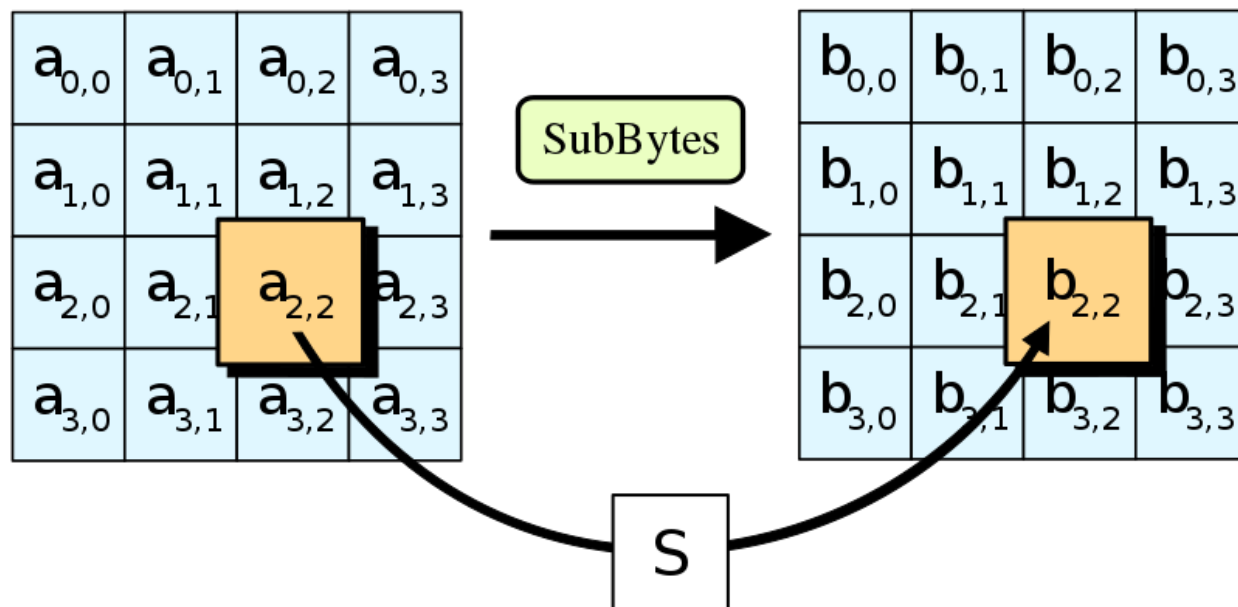 a0,0 a0,1 a0,2 a0,3
a1,0 a1,1 a1,2 a1,3
a2,0 a2,1 a2,2 a2,3
a3,0 a3,1 a3,2 a3,3
SubBytes
b0,0 b0,1 b0,2 b0,3
b1,0 b1,1 b1,2 b1,3
b2,0 b2,1 b2,2 b2,3
b3,0 b3,1 b3,2 b3,3
S